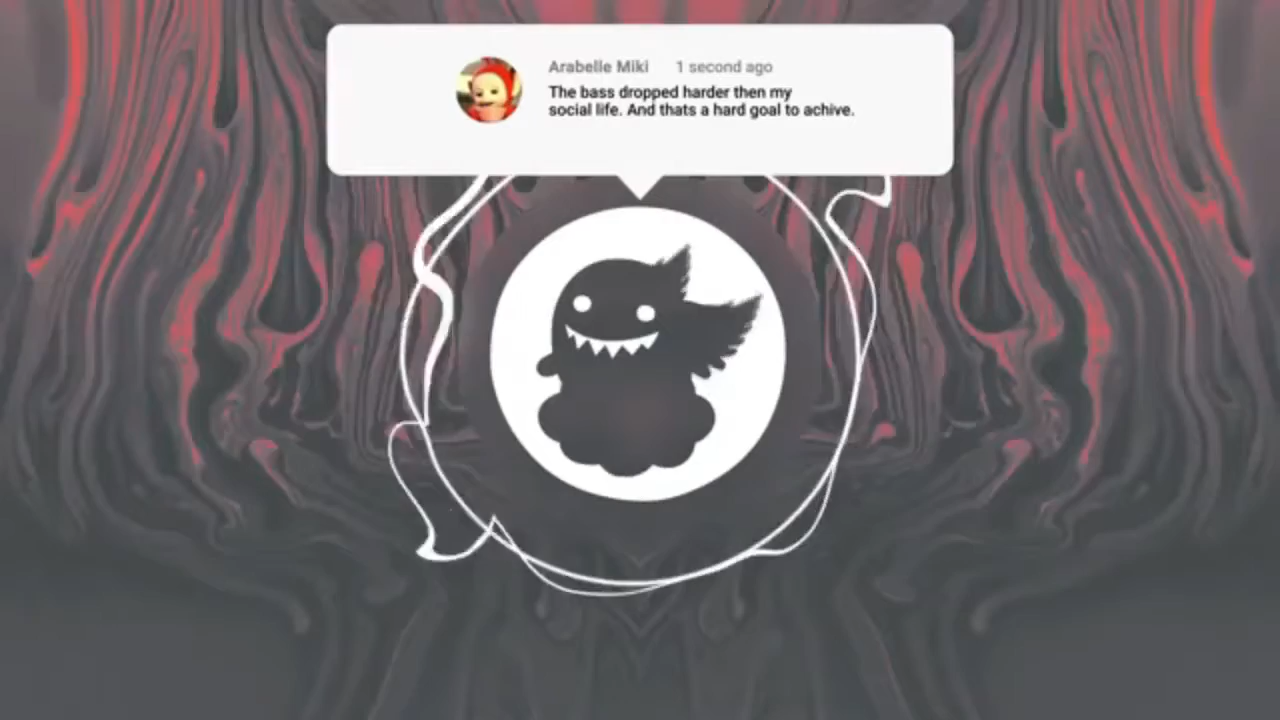 Arabelle Miki 1 second ago
The bass dropped harder then my
social life. And thats a hard goal to achive.